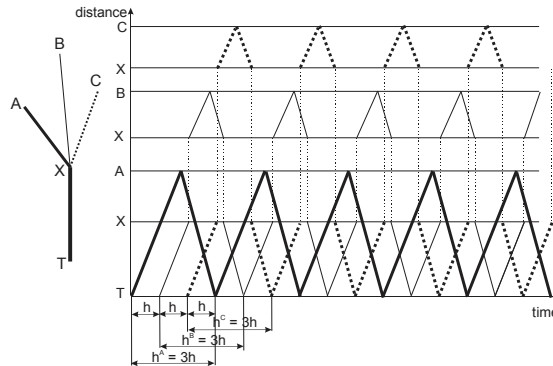 distance
C
X
B
X
A
X
T
time
B
C
A
X
T
h
h
h
h^C = 3h
h^B = 3h
h^A = 3h